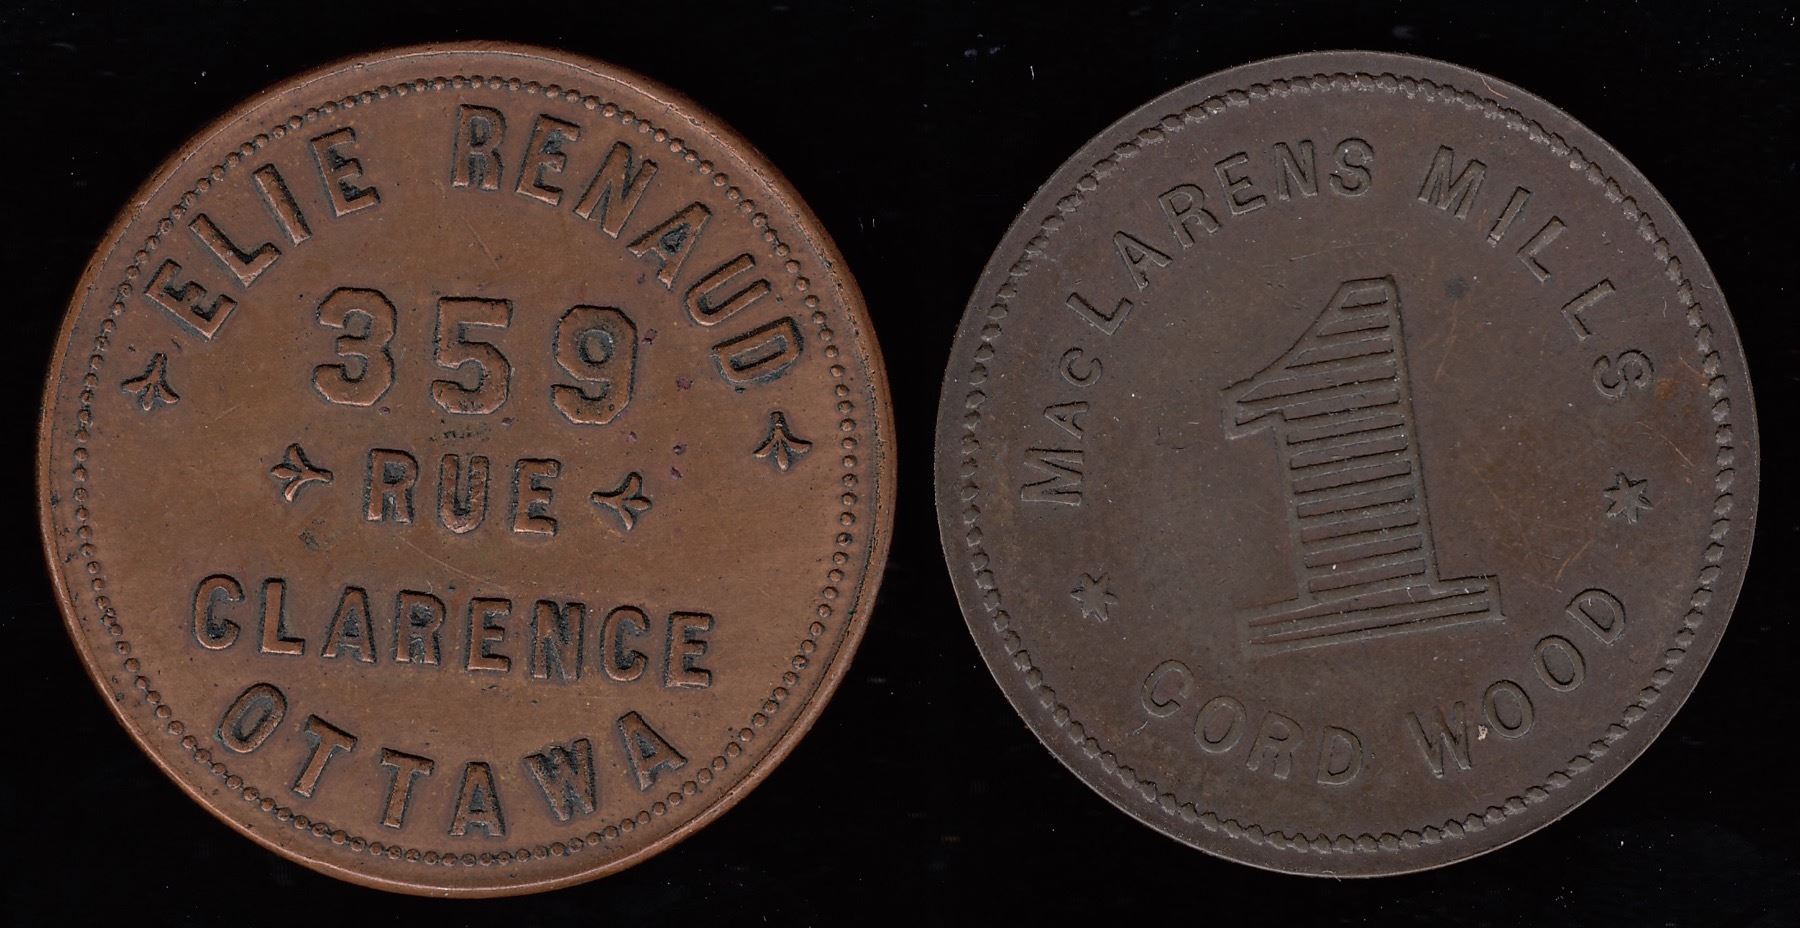 ELIE RENAUD
359
RUE
CLARENCE
OTTAWA
MacLARENS MILLS
1
CORD WOOD